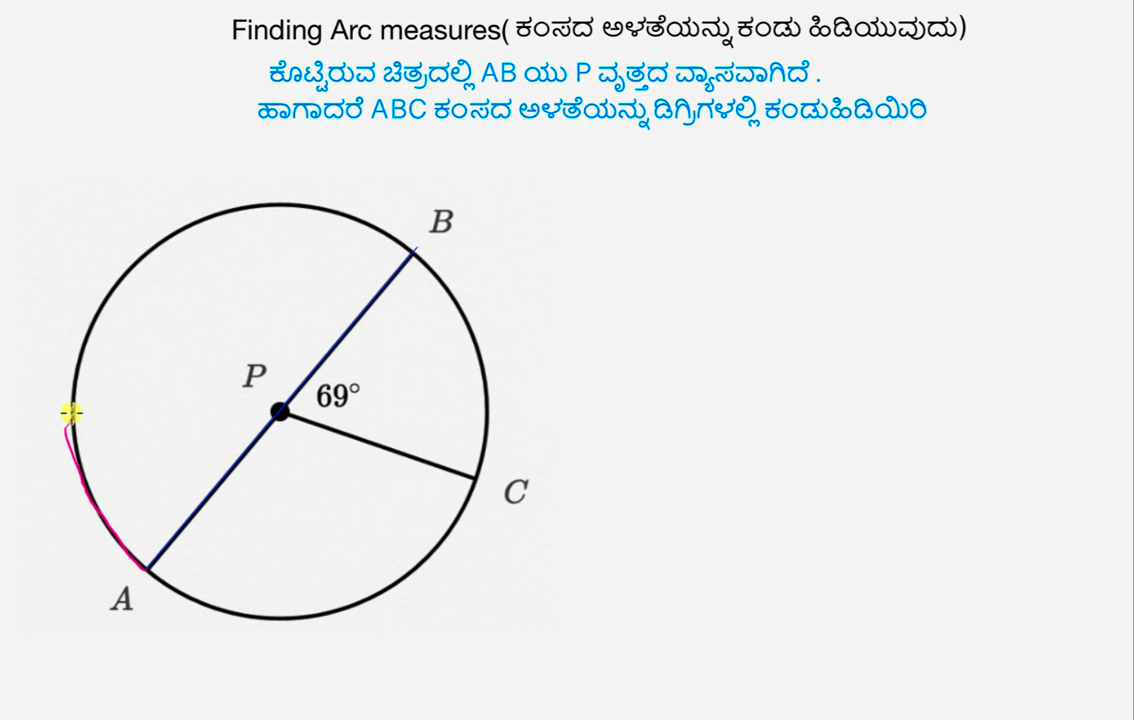 Finding Arc measures( ಕಂಸದ ಅಳತೆಯನ್ನು ಕಂಡು ಹಿಡಿಯುವುದು)
ಕೊಟ್ಟಿರುವ ಚಿತ್ರದಲ್ಲಿ AB ಯು P ವೃತ್ತದ ವ್ಯಾಸವಾಗಿದೆ .
ಹಾಗಾದರೆ ABC ಕಂಸದ ಅಳತೆಯನ್ನು ಡಿಗ್ರಿಗಳಲ್ಲಿ ಕಂಡುಹಿಡಿಯಿರಿ
B
P
69°
C
A